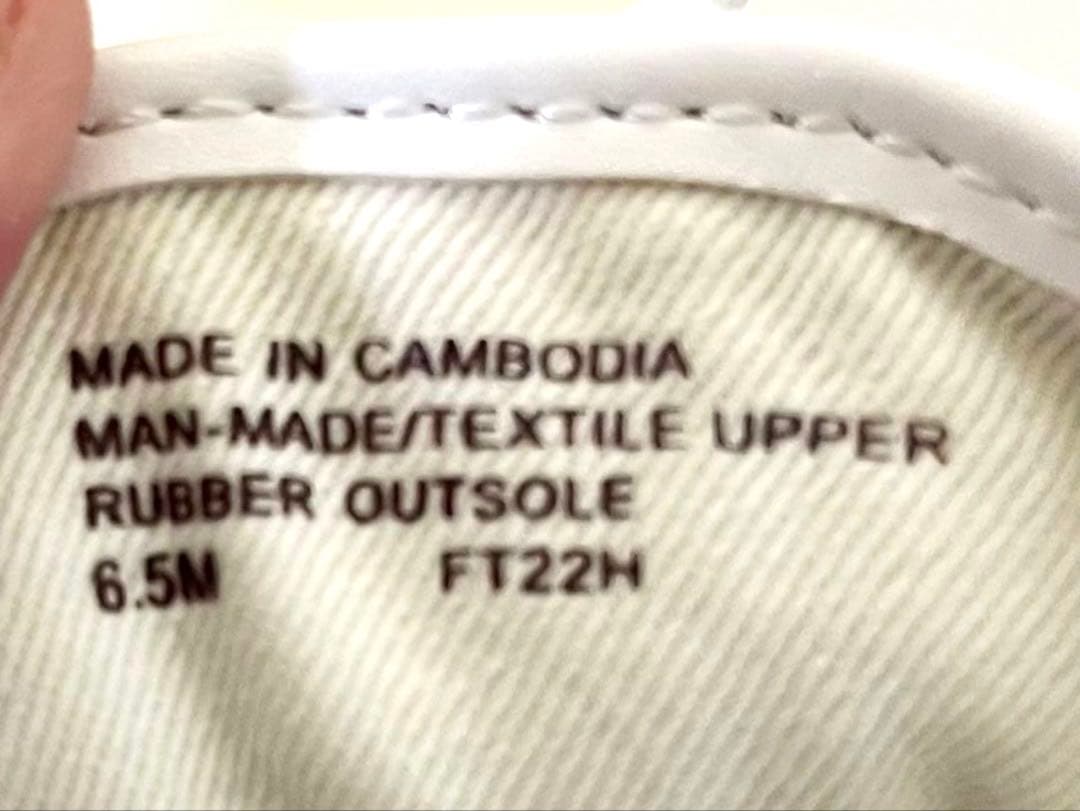 MADE IN CAMBODIA
MAN-MADE/TEXTILE UPPER
RUBBER OUTSOLE
6.5M FT22H